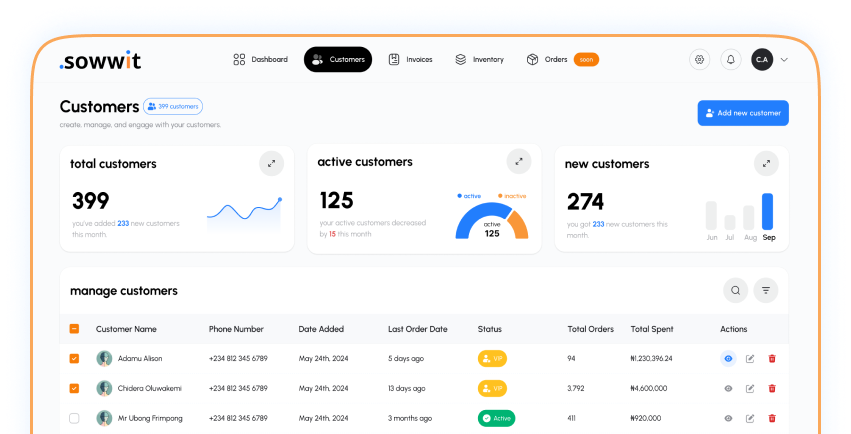 .sowwit
Dashboard
Customers
Invoices
Inventory
Orders
soon
C.A
Customers
399 customers
create, manage, and engage with your customers.
Add new customer
total customers
399
you've added 233 new customers
this month.
active customers
125
your active customers decreased
by 15 this month
active
inactive
active
125
new customers
274
you got 233 new customers this
month.
Jun Jul Aug Sep
manage customers
Customer Name Phone Number Date Added Last Order Date Status Total Orders Total Spent Actions
Adamu Alison +234 812 345 6789 May 24th, 2024 5 days ago VIP 94 ₦1,230,396.24
Chidera Oluwakemi +234 812 345 6789 May 24th, 2024 13 days ago VIP 3.792 ₦4,600,000
Mr Ubong Frimpong +234 812 345 6789 May 24th, 2024 3 months ago Active 411 ₦920,000